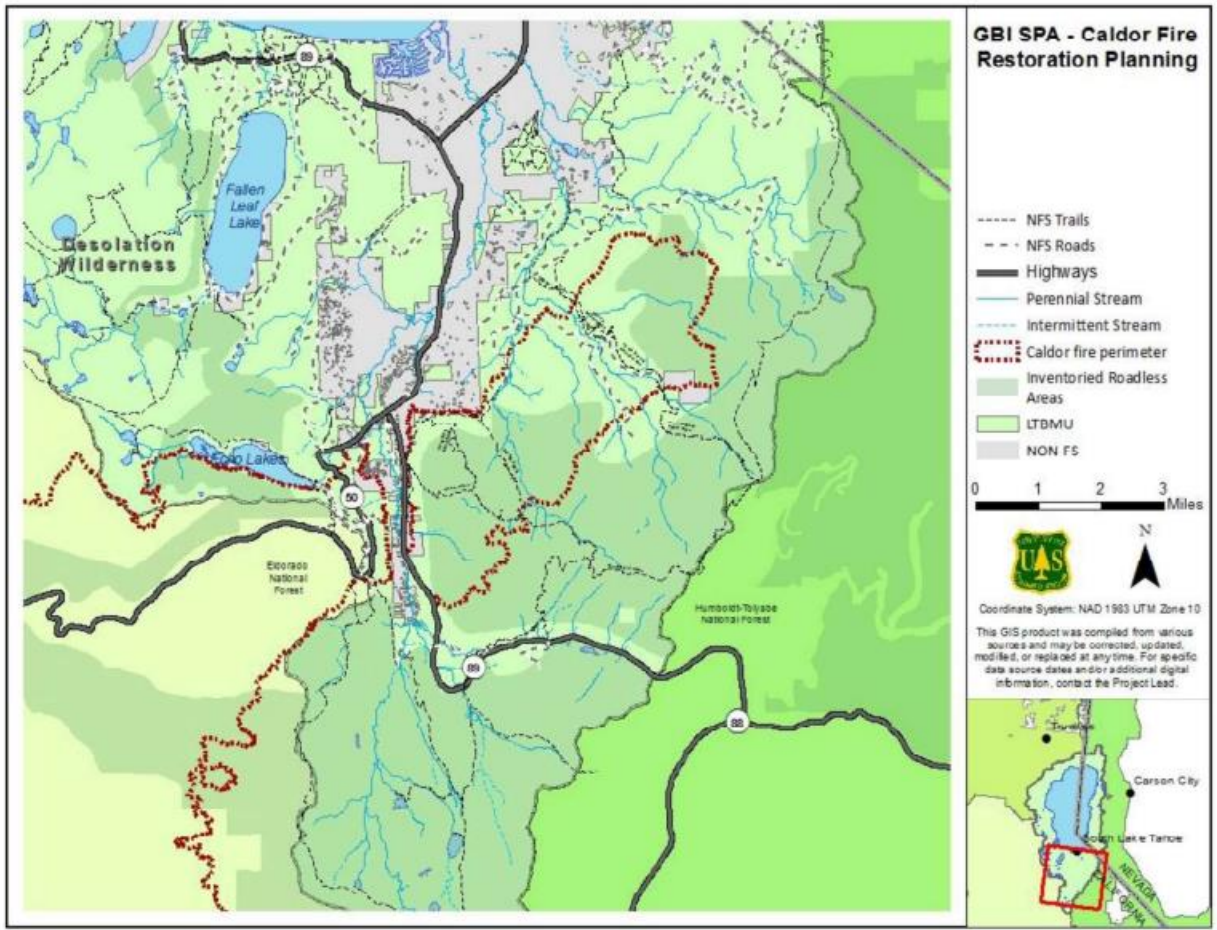 GBI SPA - Caldor Fire
Restoration Planning
89
Fallen
Leaf
Lake
Desolation
Wilderness
Echo Lakes
50
Eldorado
National
Forest
Humboldt-Toiyabe
National Forest
89
88
NFS Trails
NFS Roads
Highways
Perennial Stream
Intermittent Stream
Caldor fire perimeter
Inventoried Roadless
Areas
LTBMU
NON FS
0 1 2 3
Miles
U S
N
Coordinate System: NAD 1983 UTM Zone 10
This GIS product was compiled from various
sources and may be corrected, updated,
modified, or replaced at any time. For specific
data source dates and/or additional digital
information, contact the Project Lead.
Carson City
South Lake Tahoe
NEVADA
CALIFORNIA